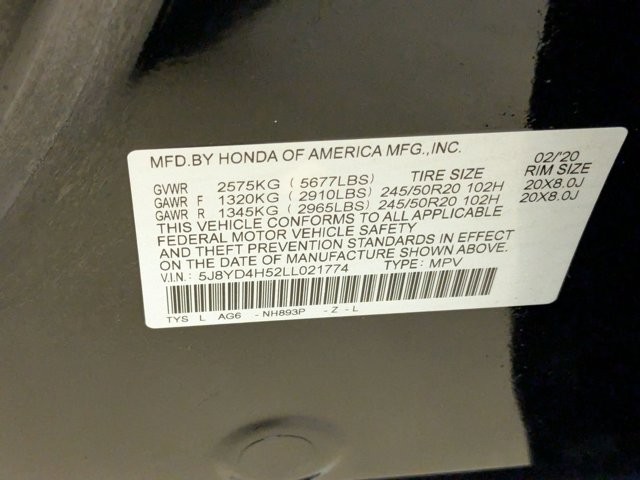 MFD.BY HONDA OF AMERICA MFG.,INC. 02/'20
GVWR 2575KG ( 5677LBS) TIRE SIZE RIM SIZE
GAWR F 1320KG ( 2910LBS) 245/50R20 102H 20X8.0J
GAWR R 1345KG ( 2965LBS) 245/50R20 102H 20X8.0J
THIS VEHICLE CONFORMS TO ALL APPLICABLE
FEDERAL MOTOR VEHICLE SAFETY
AND THEFT PREVENTION STANDARDS IN EFFECT
ON THE DATE OF MANUFACTURE SHOWN ABOVE.
V.I.N.: 5J8YD4H52LL021774 TYPE: MPV
TYS L AG6 - NH893P - Z - L